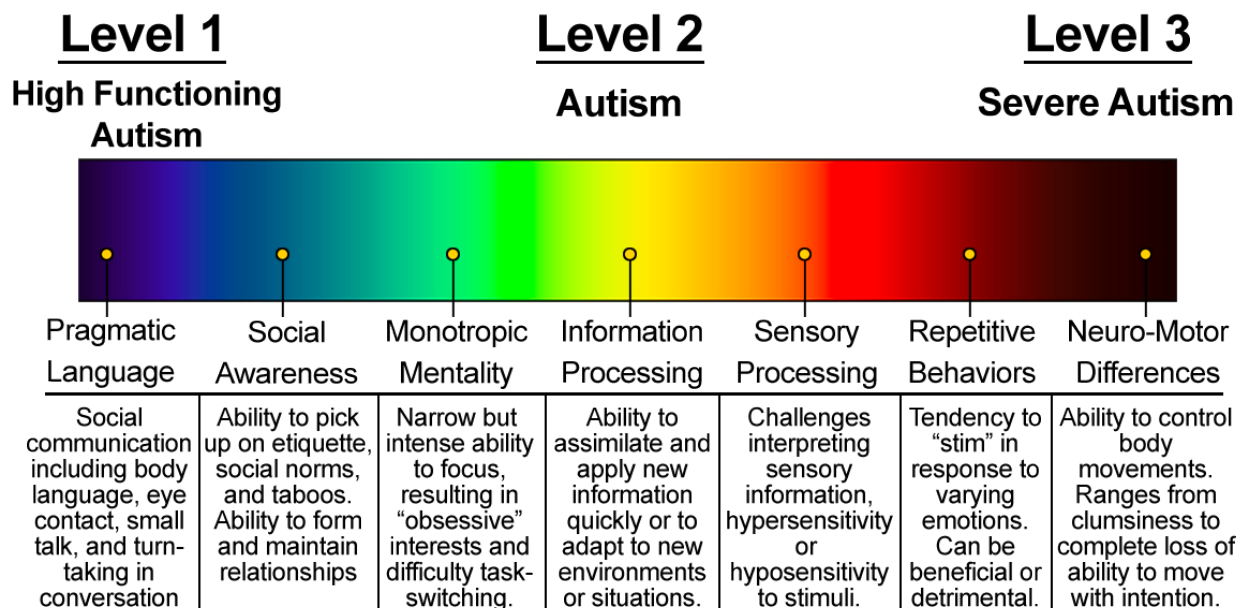 Level 1
Level 2
Level 3
High Functioning
Autism
Autism
Severe Autism
Pragmatic
Language
Social
Awareness
Monotropic
Mentality
Information
Processing
Sensory
Processing
Repetitive
Behaviors
Neuro-Motor
Differences
Social
communication
including body
language, eye
contact, small
talk, and turn-
taking in
conversation
Ability to pick
up on etiquette,
social norms,
and taboos.
Ability to form
and maintain
relationships
Narrow but
intense ability
to focus,
resulting in
“obsessive”
interests and
difficulty task-
switching.
Ability to
assimilate and
apply new
information
quickly or to
adapt to new
environments
or situations.
Challenges
interpreting
sensory
information,
hypersensitivity
or
hyposensitivity
to stimuli.
Tendency to
“stim” in
response to
varying
emotions.
Can be
beneficial or
detrimental.
Ability to control
body
movements.
Ranges from
clumsiness to
complete loss of
ability to move
with intention.